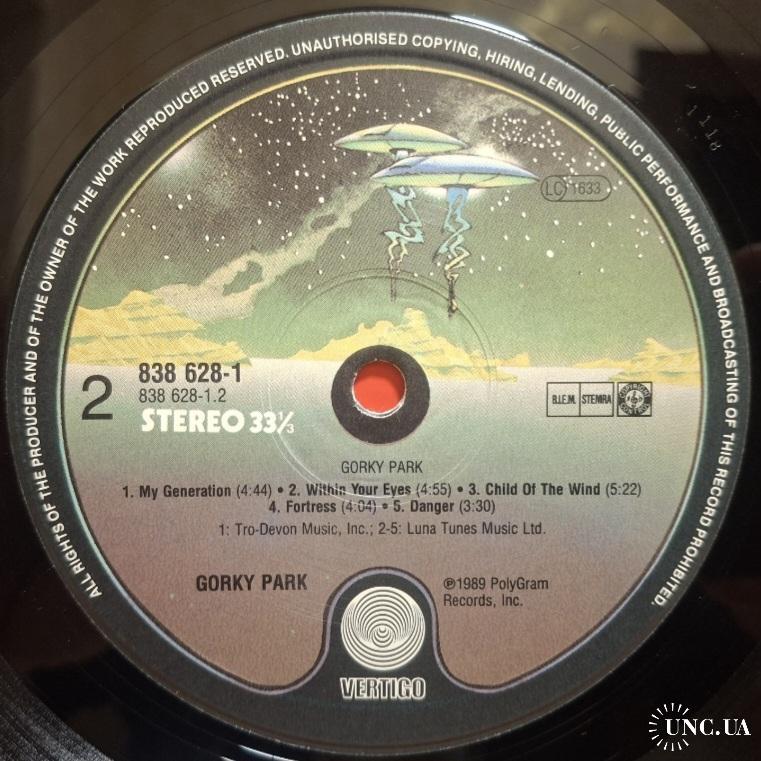 ALL RIGHTS OF THE PRODUCER AND OF THE OWNER OF THE WORK REPRODUCED RESERVED. UNAUTHORISED COPYING, HIRING, LENDING, PUBLIC PERFORMANCE AND BROADCASTING OF THIS RECORD PROHIBITED.
LC 1633
2
838 628-1
838 628-1.2
STEREO 33⅓
B.I.E.M. STEMRA
GORKY PARK
1. My Generation (4:44) • 2. Within Your Eyes (4:55) • 3. Child Of The Wind (5:22)
4. Fortress (4:04) • 5. Danger (3:30)
1: Tro-Devon Music, Inc.; 2-5: Luna Tunes Music Ltd.
GORKY PARK
℗1989 PolyGram
Records, Inc.
VERTIGO
UNC.UA